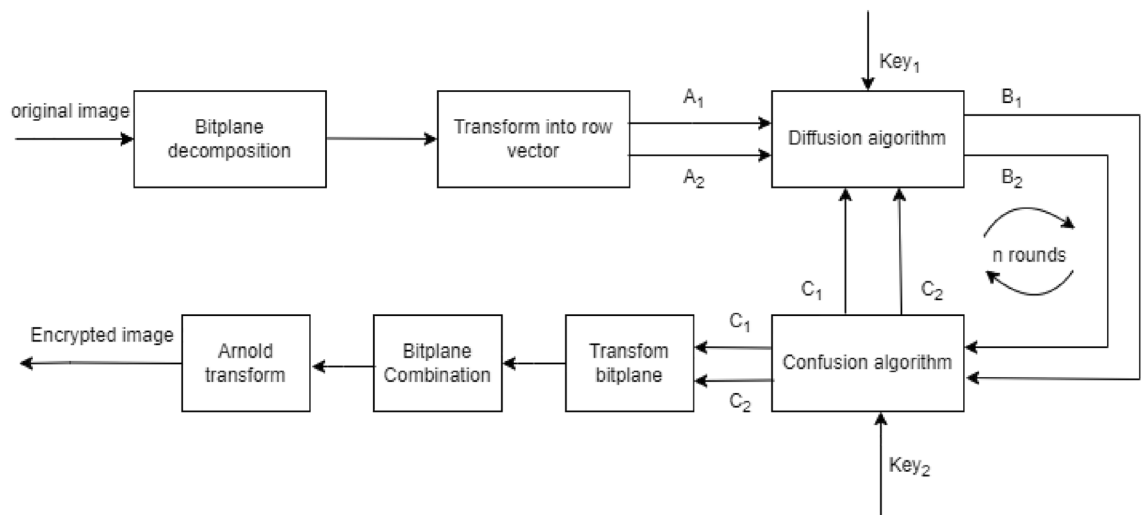 original image
Bitplane
decomposition
Transform into row
vector
A₁
A₂
Key₁
Diffusion algorithm
B₁
B₂
n rounds
C₁
C₂
Encrypted image
Arnold
transform
Bitplane
Combination
Transfom
bitplane
C₁
C₂
Confusion algorithm
Key₂